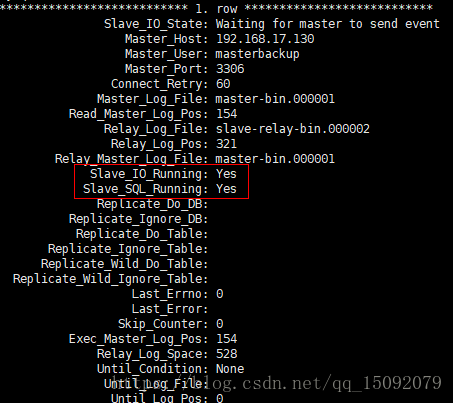 *************************** 1. row ***************************
Slave_IO_State: Waiting for master to send event
Master_Host: 192.168.17.130
Master_User: masterbackup
Master_Port: 3306
Connect_Retry: 60
Master_Log_File: master-bin.000001
Read_Master_Log_Pos: 154
Relay_Log_File: slave-relay-bin.000002
Relay_Log_Pos: 321
Relay_Master_Log_File: master-bin.000001
Slave_IO_Running: Yes
Slave_SQL_Running: Yes
Replicate_Do_DB:
Replicate_Ignore_DB:
Replicate_Do_Table:
Replicate_Ignore_Table:
Replicate_Wild_Do_Table:
Replicate_Wild_Ignore_Table:
Last_Errno: 0
Last_Error:
Skip_Counter: 0
Exec_Master_Log_Pos: 154
Relay_Log_Space: 528
Until_Condition: None
Until_Log_File:
https://blog.csdn.net/qq_15092079
Until_Log_Pos: 0